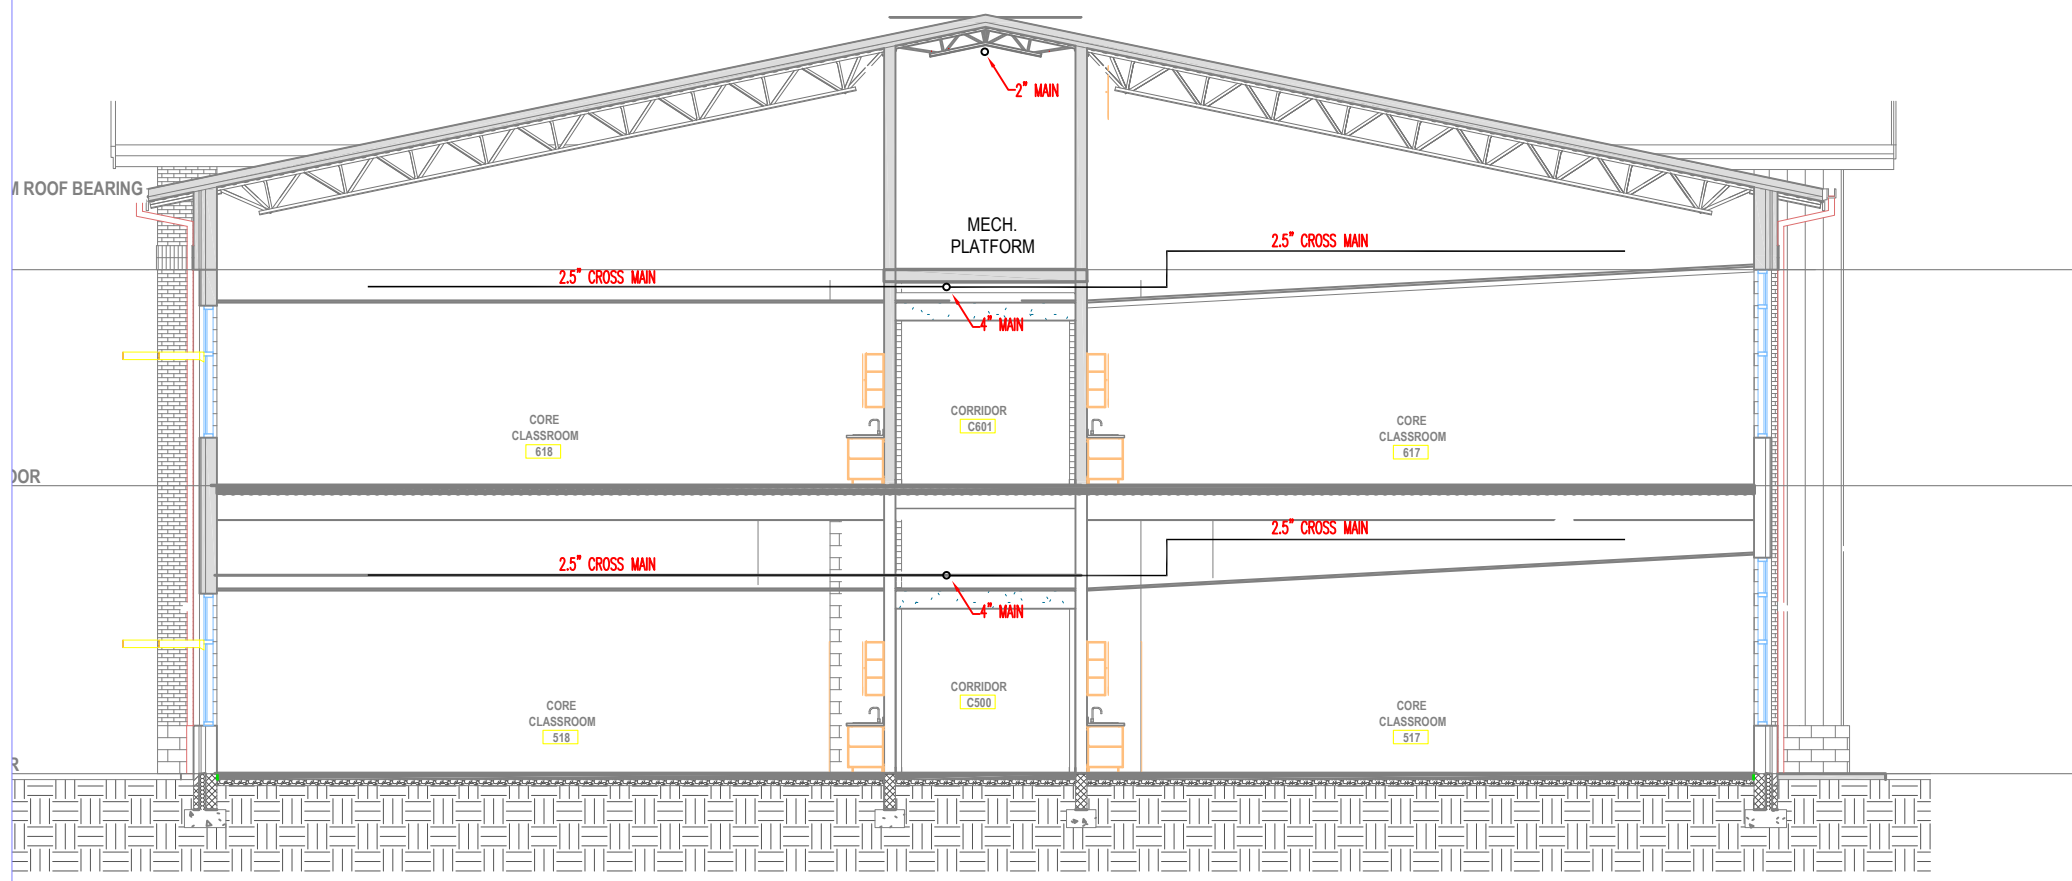 2" MAIN
M ROOF BEARING
MECH.
PLATFORM
2.5" CROSS MAIN
2.5" CROSS MAIN
4" MAIN
CORE
CLASSROOM
618
CORRIDOR
C601
CORE
CLASSROOM
617
OOR
2.5" CROSS MAIN
2.5" CROSS MAIN
4" MAIN
CORE
CLASSROOM
518
CORRIDOR
C500
CORE
CLASSROOM
517
R